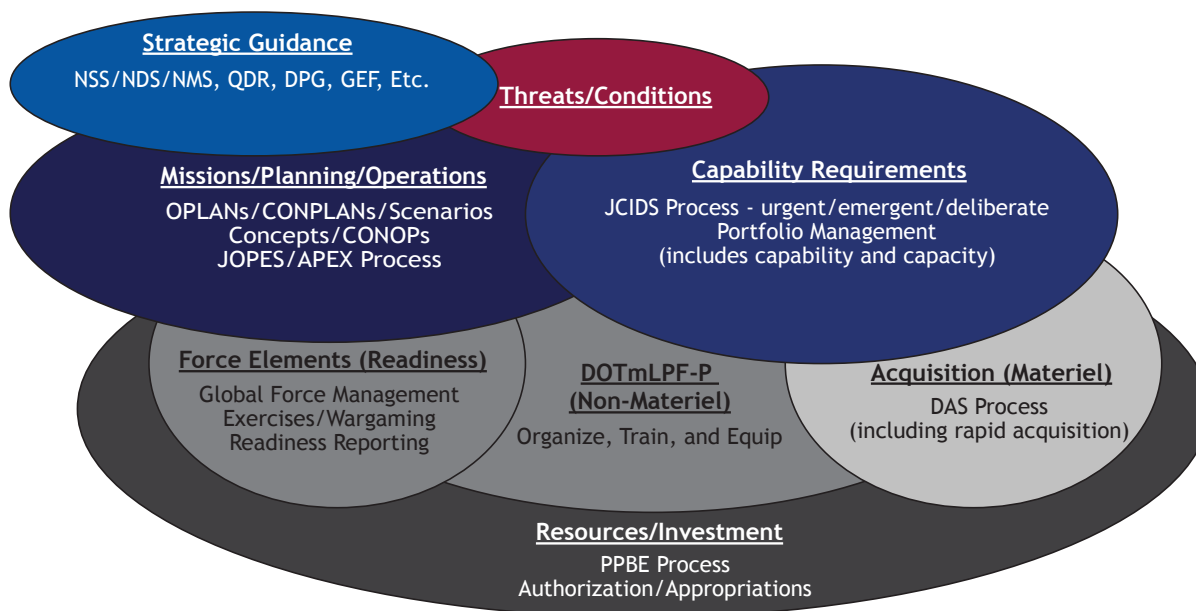 Strategic Guidance
NSS/NDS/NMS, QDR, DPG, GEF, Etc.
Threats/Conditions
Missions/Planning/Operations
OPLANs/CONPLANs/Scenarios
Concepts/CONOPs
JOPES/APEX Process
Capability Requirements
JCIDS Process - urgent/emergent/deliberate
Portfolio Management
(includes capability and capacity)
Force Elements (Readiness)
Global Force Management
Exercises/Wargaming
Readiness Reporting
DOTmLPF-P
(Non-Materiel)
Organize, Train, and Equip
Acquisition (Materiel)
DAS Process
(including rapid acquisition)
Resources/Investment
PPBE Process
Authorization/Appropriations